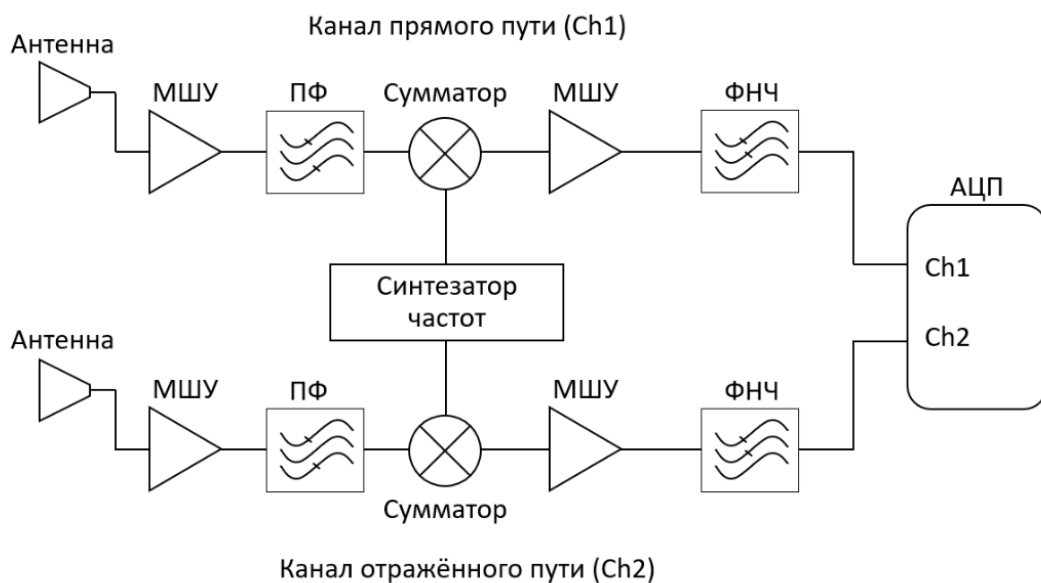 Канал прямого пути (Ch1)
Антенна
МШУ
ПФ
Сумматор
МШУ
ФНЧ
АЦП
Ch1
Синтезатор
частот
Ch2
Антенна
МШУ
ПФ
МШУ
ФНЧ
Сумматор
Канал отражённого пути (Ch2)